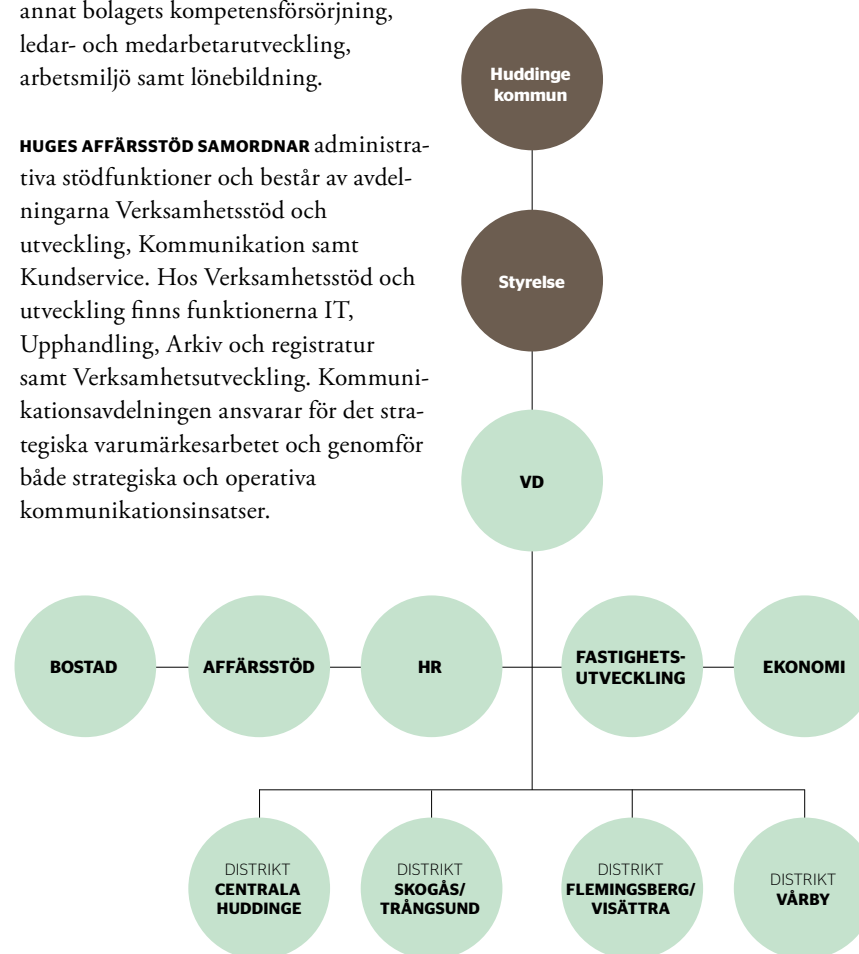 annat bolagets kompetensförsörjning,
ledar- och medarbetarutveckling,
arbetsmiljö samt lönebildning.
HUGES AFFÄRSSTÖD SAMORDNAR administra-
tiva stödfunktioner och består av avdel-
ningarna Verksamhetsstöd och
utveckling, Kommunikation samt
Kundservice. Hos Verksamhetsstöd och
utveckling finns funktionerna IT,
Upphandling, Arkiv och registratur
samt Verksamhetsutveckling. Kommuni-
kationsavdelningen ansvarar för det stra-
tegiska varumärkesarbetet och genomför
både strategiska och operativa
kommunikationsinsatser.
Huddinge
kommun
Styrelse
VD
BOSTAD
AFFÄRSSTÖD
HR
FASTIGHETS-
UTVECKLING
EKONOMI
DISTRIKT
CENTRALA
HUDDINGE
DISTRIKT
SKOGÅS/
TRÅNGSUND
DISTRIKT
FLEMINGSBERG/
VISÄTTRA
DISTRIKT
VÅRBY